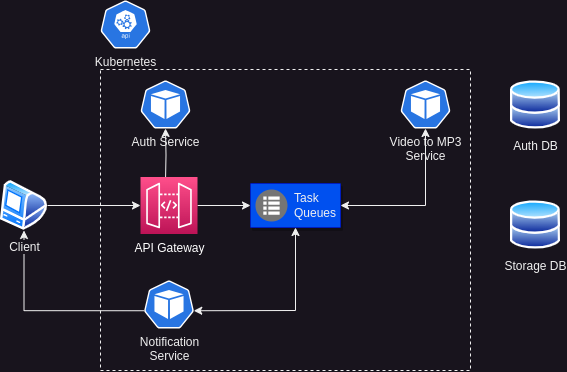 api
Kubernetes
Auth Service
Video to MP3
Service
Auth DB
Task
Queues
Client
API Gateway
Storage DB
Notification
Service